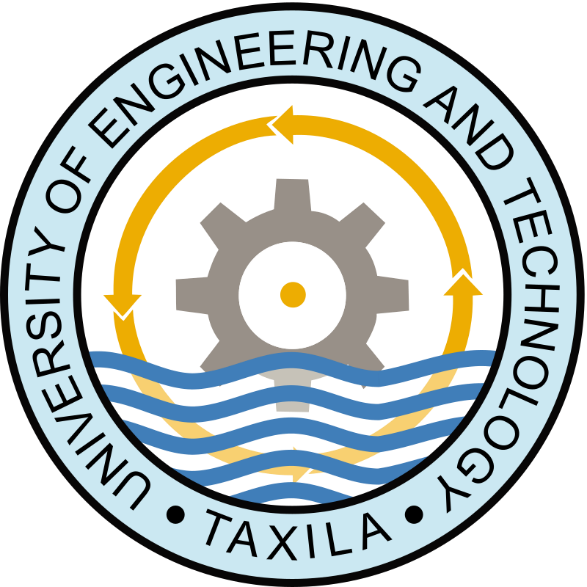 UNIVERSITY OF ENGINEERING AND TECHNOLOGY
• TAXILA •